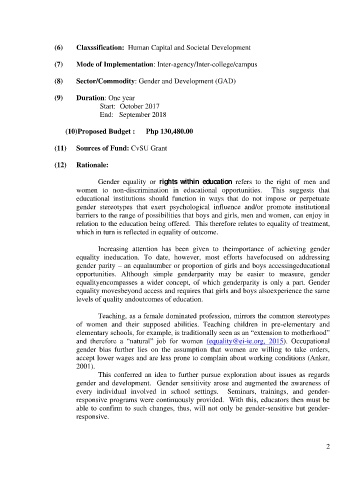 (6) Claxssification: Human Capital and Societal Development
(7) Mode of Implementation: Inter-agency/Inter-college/campus
(8) Sector/Commodity: Gender and Development (GAD)
(9) Duration: One year
Start: October 2017
End: September 2018
(10)Proposed Budget : Php 130,480.00
(11) Sources of Fund: CvSU Grant
(12) Rationale:
Gender equality or rights within education refers to the right of men and
women to non-discrimination in educational opportunities. This suggests that
educational institutions should function in ways that do not impose or perpetuate
gender stereotypes that exert psychological influence and/or promote institutional
barriers to the range of possibilities that boys and girls, men and women, can enjoy in
relation to the education being offered. This therefore relates to equality of treatment,
which in turn is reflected in equality of outcome.
Increasing attention has been given to theimportance of achieving gender
equality ineducation. To date, however, most efforts havefocused on addressing
gender parity – an equalnumber or proportion of girls and boys accessingeducational
opportunities. Although simple genderparity may be easier to measure, gender
equalityencompasses a wider concept, of which genderparity is only a part. Gender
equality movesbeyond access and requires that girls and boys alsoexperience the same
levels of quality andoutcomes of education.
Teaching, as a female dominated profession, mirrors the common stereotypes
of women and their supposed abilities. Teaching children in pre-elementary and
elementary schools, for example, is traditionally seen as an “extension to motherhood”
and therefore a “natural” job for women (equality@ei-ie.org, 2015). Occupational
gender bias further lies on the assumption that women are willing to take orders,
accept lower wages and are less prone to complain about working conditions (Anker,
2001).
This conferred an idea to further pursue exploration about issues as regards
gender and development. Gender sensitivity arose and augmented the awareness of
every individual involved in school settings. Seminars, trainings, and gender-
responsive programs were continuously provided. With this, educators then must be
able to confirm to such changes, thus, will not only be gender-sensitive but gender-
responsive.
2